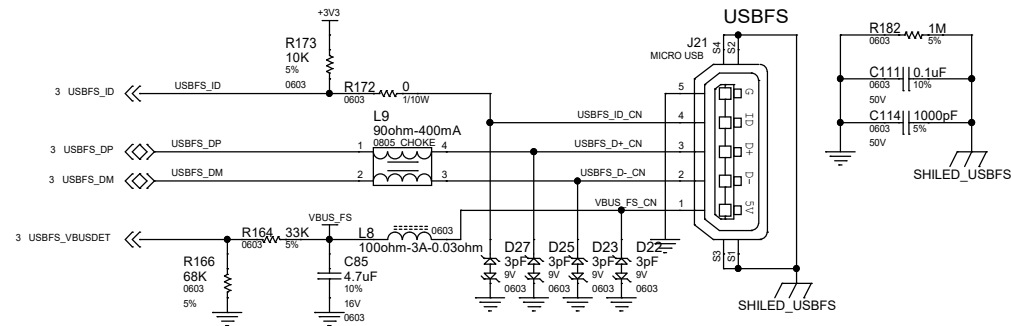 USBFS
+3V3
R173
10K
5%
0603
J21
MICRO USB
S4
S2
R182
1M
0603
5%
3 USBFS_ID
USBFS_ID
R172
0
0603
1/10W
5
G
C111
0.1uF
0603
10%
50V
USBFS_ID_CN
4
ID
C114
1000pF
0603
5%
50V
L9
90ohm-400mA
0805 CHOKE
3 USBFS_DP
USBFS_DP
1
4
USBFS_D+_CN
3
D+
3 USBFS_DM
USBFS_DM
2
3
USBFS_D-_CN
2
D-
SHILED_USBFS
VBUS_FS_CN
1
5V
VBUS_FS
3 USBFS_VBUSDET
R164
33K
0603
5%
L8
0603
100ohm-3A-0.03ohm
S3
S1
R166
68K
0603
5%
C85
4.7uF
10%
16V
0603
D27
3pF
9V
0603
D25
3pF
9V
0603
D23
3pF
9V
0603
D22
3pF
9V
0603
SHILED_USBFS